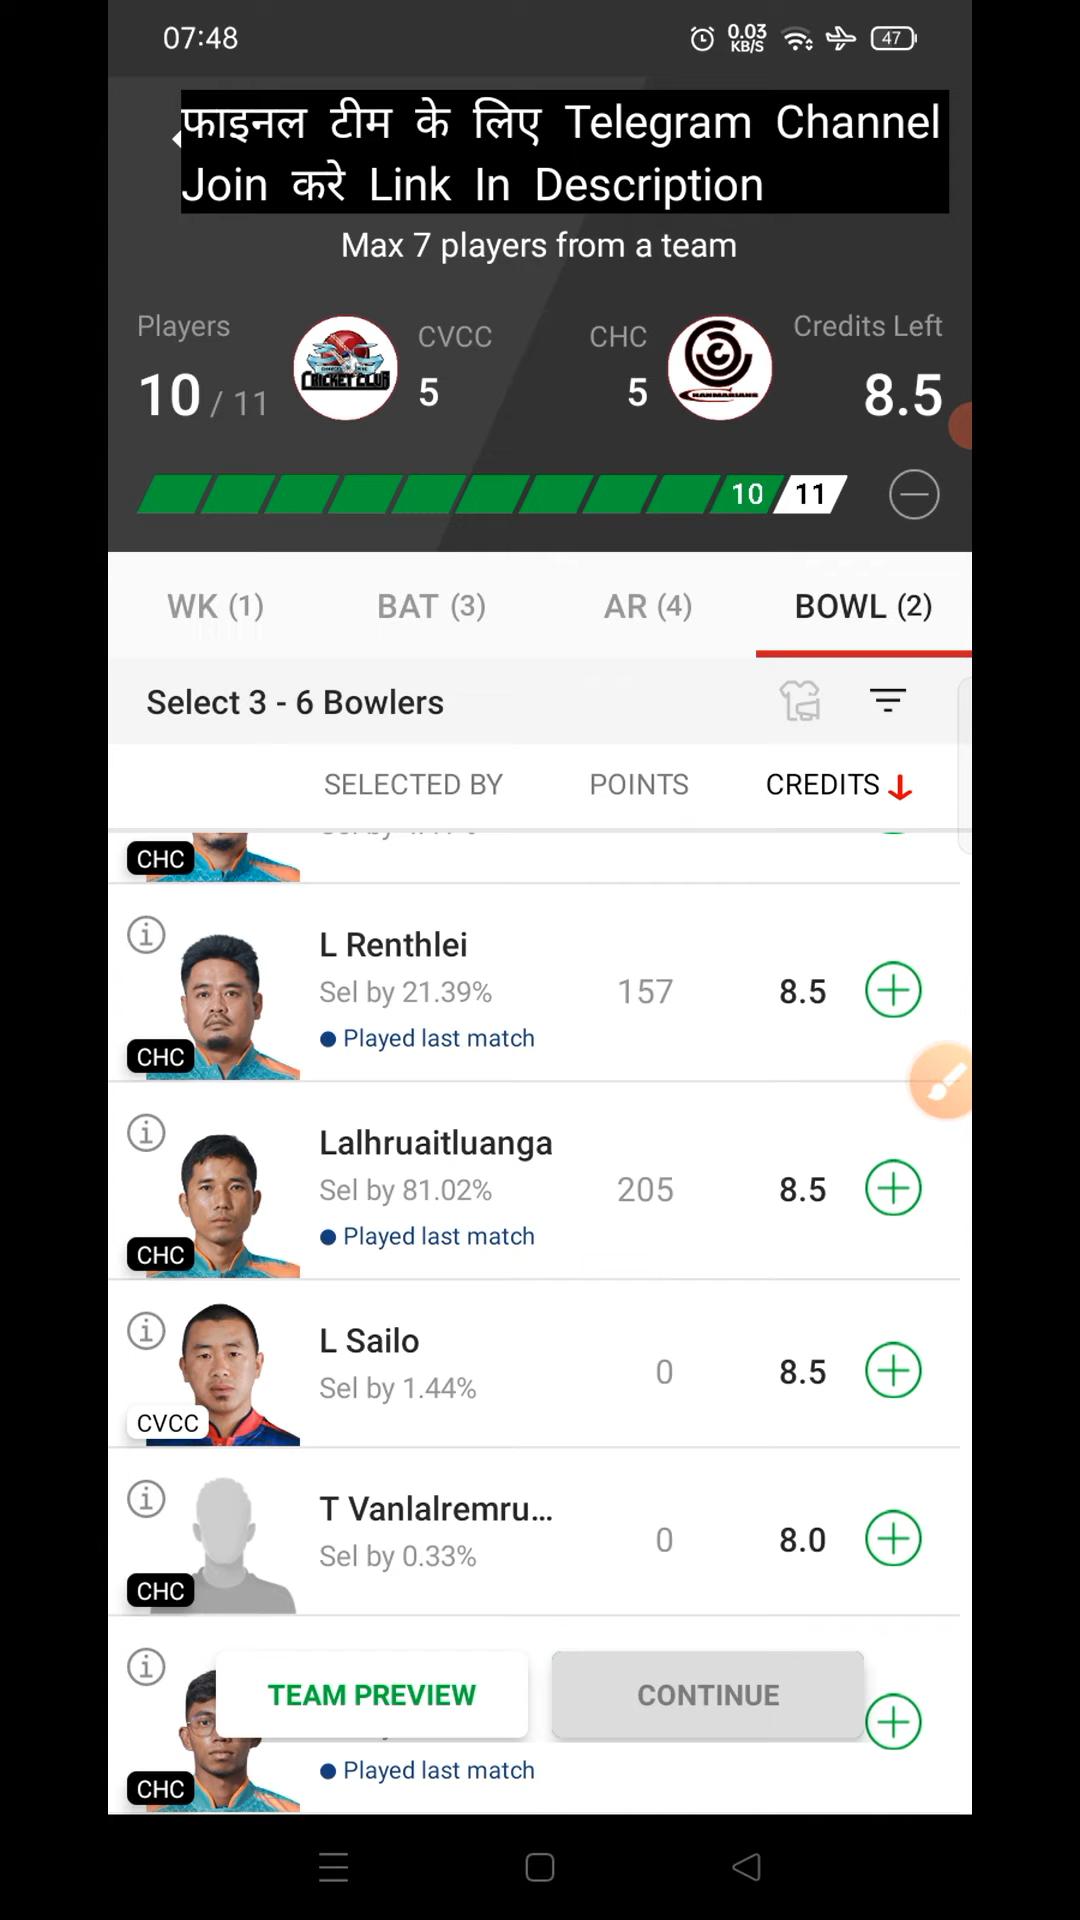 07:48
0.03
KB/S
47
फाइनल टीम के लिए Telegram Channel
Join करे Link In Description
Max 7 players from a team
Players
CVCC
CHC
Credits Left
10 / 11
5
5
8.5
CRICKET CLUB
CHANMARIANS
10
11
WK (1)
BAT (3)
AR (4)
BOWL (2)
Select 3 - 6 Bowlers
SELECTED BY
POINTS
CREDITS
CHC
L Renthlei
Sel by 21.39%
157
8.5
Played last match
CHC
Lalhruaitluanga
Sel by 81.02%
205
8.5
Played last match
CHC
L Sailo
Sel by 1.44%
0
8.5
CVCC
T Vanlalremru...
Sel by 0.33%
0
8.0
CHC
TEAM PREVIEW
CONTINUE
Played last match
CHC